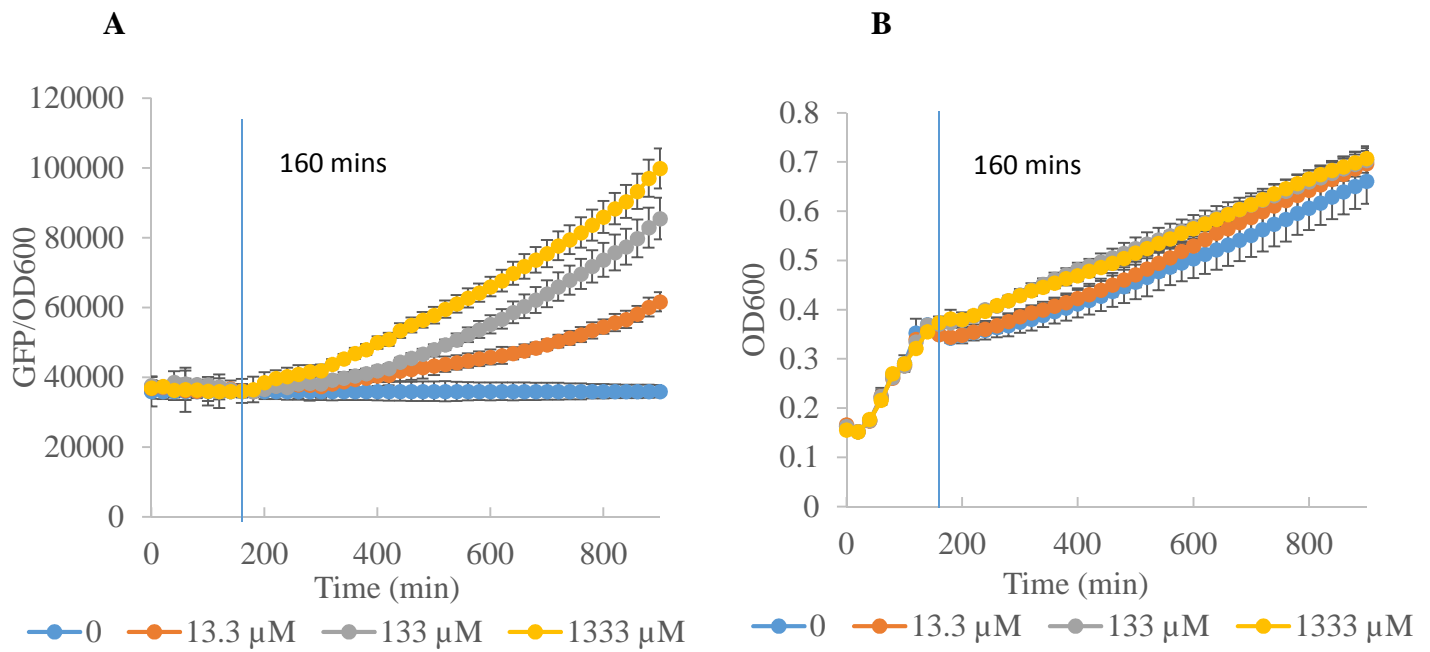 A
120000
100000
80000
60000
40000
20000
0
GFP/OD600
160 mins
0 200 400 600 800
Time (min)
0 13.3 µM 133 µM 1333 µM
B
0.8
0.7
0.6
0.5
0.4
0.3
0.2
0.1
0
OD600
160 mins
0 200 400 600 800
Time (min)
0 13.3 µM 133 µM 1333 µM